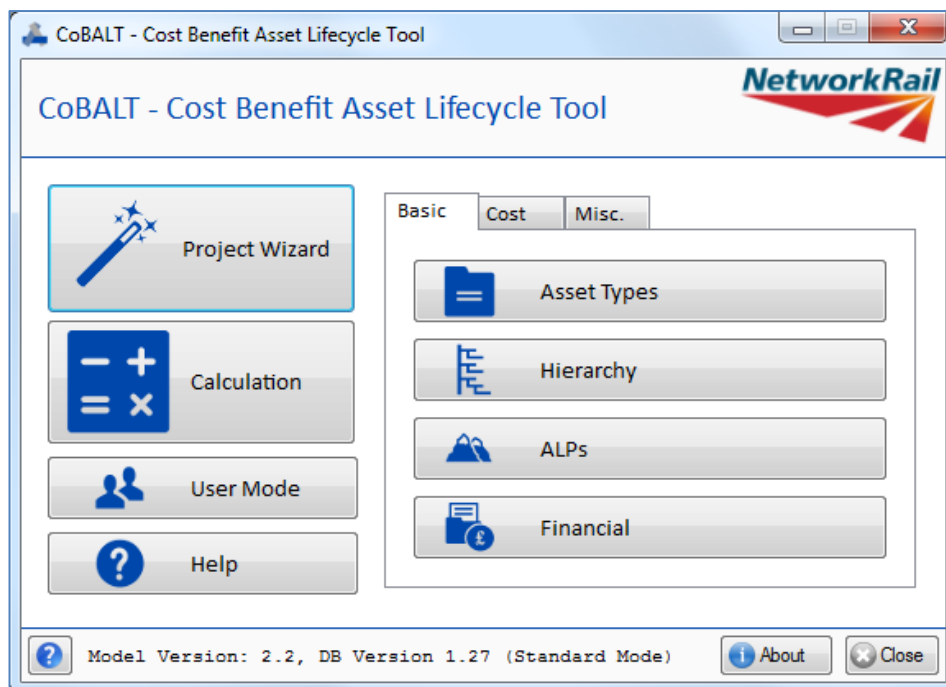 CoBALT - Cost Benefit Asset Lifecycle Tool
NetworkRail
CoBALT - Cost Benefit Asset Lifecycle Tool
Project Wizard
Calculation
User Mode
Help
Basic Cost Misc.
Asset Types
Hierarchy
ALPs
Financial
Model Version: 2.2, DB Version 1.27 (Standard Mode)
About
Close